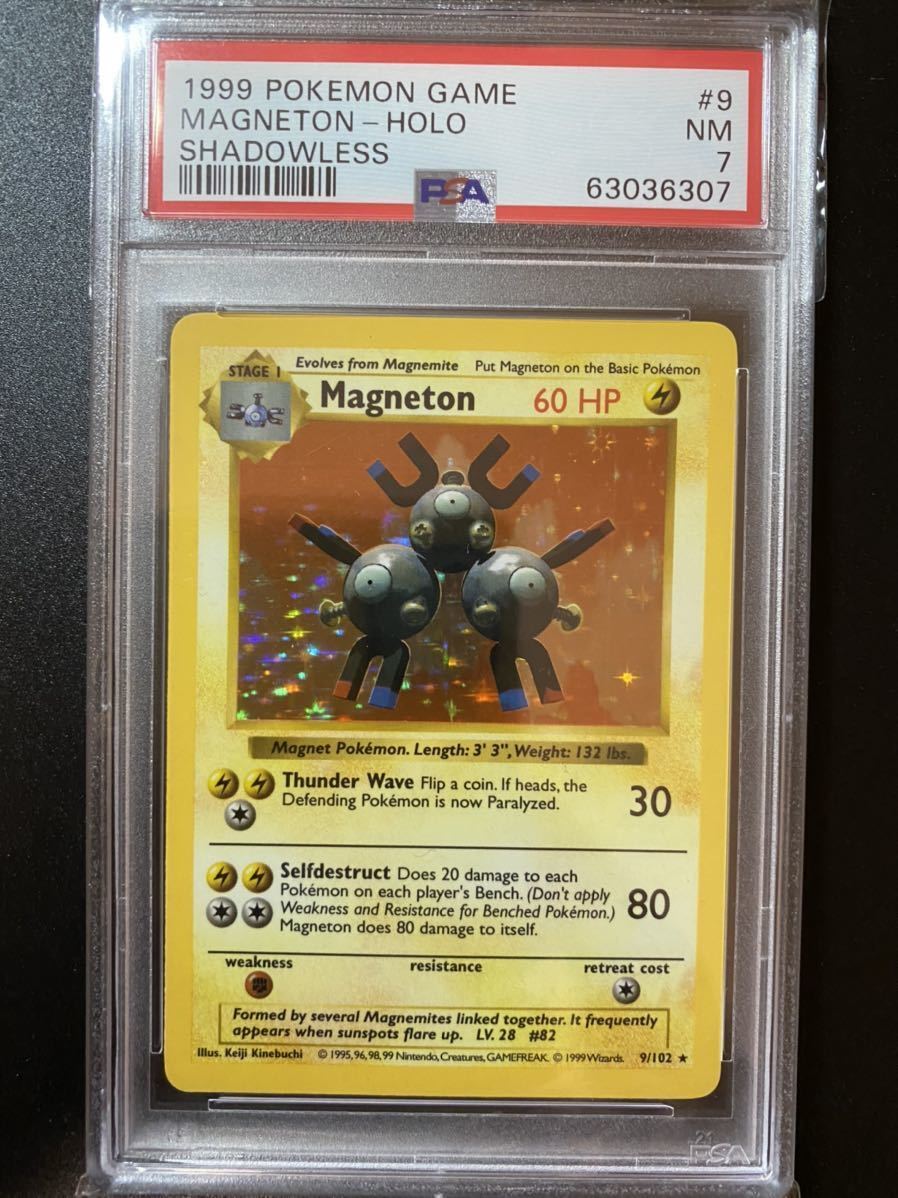 1999 POKEMON GAME #9
MAGNETON - HOLO NM
SHADOWLESS 7
PSA 63036307
STAGE 1 Evolves from Magnemite Put Magneton on the Basic Pokémon
Magneton 60 HP
Magnet Pokémon. Length: 3' 3", Weight: 132 lbs.
Thunder Wave Flip a coin. If heads, the
Defending Pokémon is now Paralyzed. 30
Selfdestruct Does 20 damage to each
Pokémon on each player's Bench. (Don't apply
Weakness and Resistance for Benched Pokémon.) 80
Magneton does 80 damage to itself.
weakness resistance retreat cost
Formed by several Magnemites linked together. It frequently
appears when sunspots flare up. LV. 28 #82
Illus. Keiji Kinebuchi © 1995, 96, 98, 99 Nintendo, Creatures, GAMEFREAK. © 1999 Wizards. 9/102 ★
21
PSA